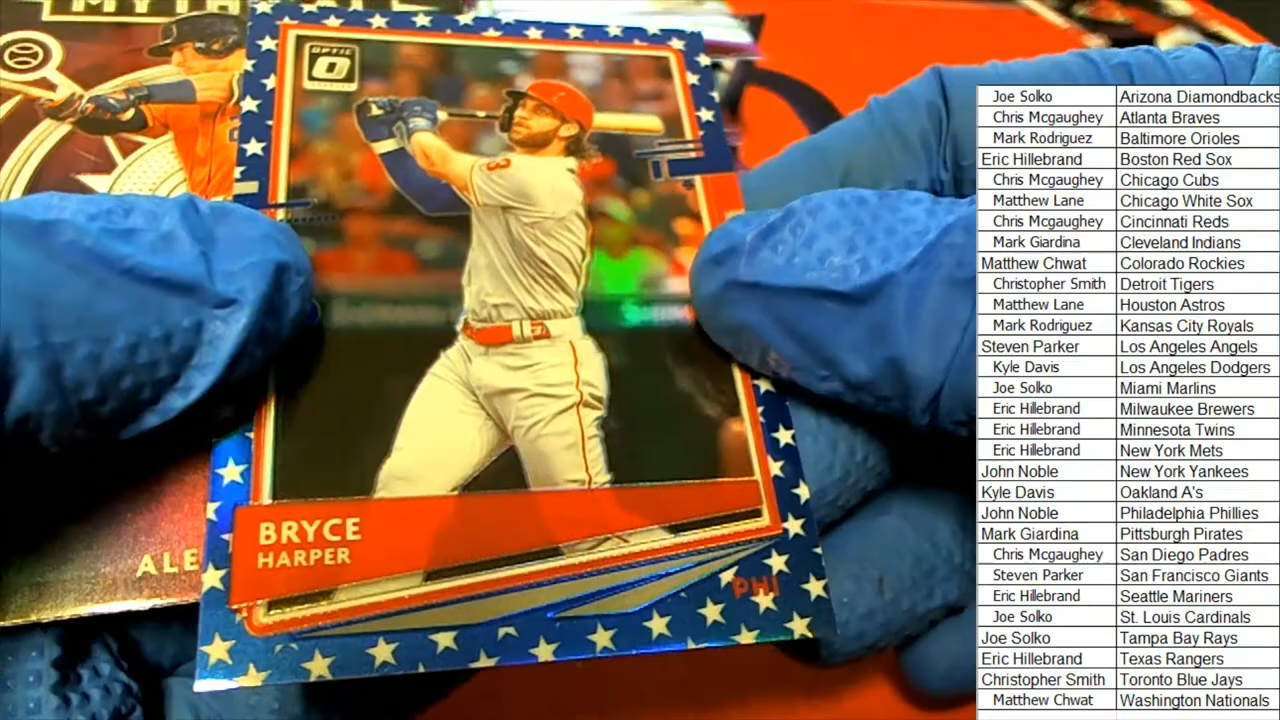 MYTH
OPTIC
O
3
BRYCE
HARPER
PHI
ALE
Joe Solko Arizona Diamondbacks
Chris Mcgaughey Atlanta Braves
Mark Rodriguez Baltimore Orioles
Eric Hillebrand Boston Red Sox
Chris Mcgaughey Chicago Cubs
Matthew Lane Chicago White Sox
Chris Mcgaughey Cincinnati Reds
Mark Giardina Cleveland Indians
Matthew Chwat Colorado Rockies
Christopher Smith Detroit Tigers
Matthew Lane Houston Astros
Mark Rodriguez Kansas City Royals
Steven Parker Los Angeles Angels
Kyle Davis Los Angeles Dodgers
Joe Solko Miami Marlins
Eric Hillebrand Milwaukee Brewers
Eric Hillebrand Minnesota Twins
Eric Hillebrand New York Mets
John Noble New York Yankees
Kyle Davis Oakland A's
John Noble Philadelphia Phillies
Mark Giardina Pittsburgh Pirates
Chris Mcgaughey San Diego Padres
Steven Parker San Francisco Giants
Eric Hillebrand Seattle Mariners
Joe Solko St. Louis Cardinals
Joe Solko Tampa Bay Rays
Eric Hillebrand Texas Rangers
Christopher Smith Toronto Blue Jays
Matthew Chwat Washington Nationals